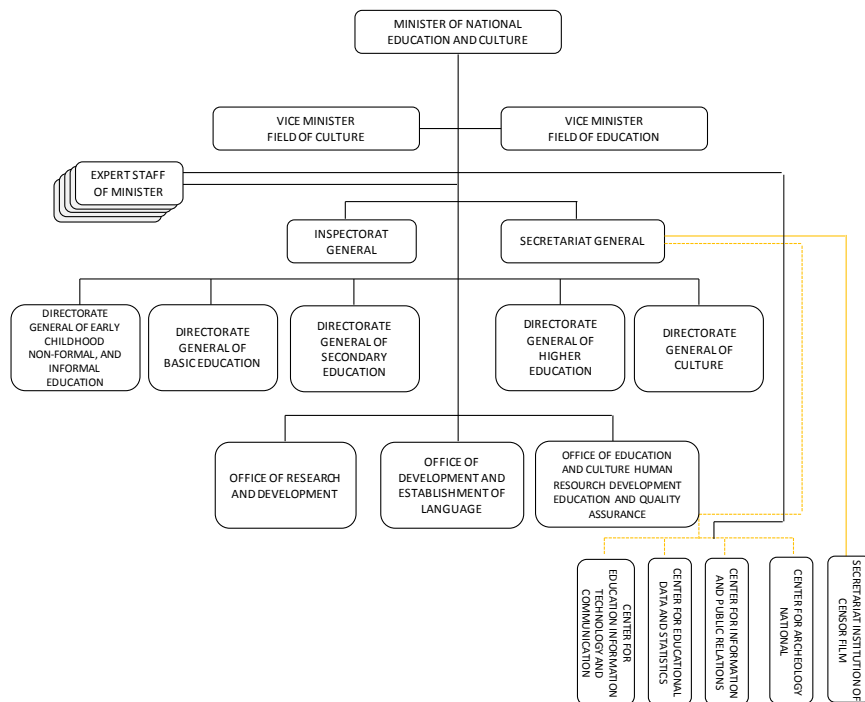 MINISTER OF NATIONAL
EDUCATION AND CULTURE
VICE MINISTER
FIELD OF CULTURE
VICE MINISTER
FIELD OF EDUCATION
EXPERT STAFF
OF MINISTER
INSPECTORAT
GENERAL
SECRETARIAT GENERAL
DIRECTORATE
GENERAL OF EARLY
CHILDHOOD
NON-FORMAL, AND
INFORMAL
EDUCATION
DIRECTORATE
GENERAL OF
BASIC EDUCATION
DIRECTORATE
GENERAL OF
SECONDARY
EDUCATION
DIRECTORATE
GENERAL OF
HIGHER
EDUCATION
DIRECTORATE
GENERAL OF
CULTURE
OFFICE OF RESEARCH
AND DEVELOPMENT
OFFICE OF
DEVELOPMENT AND
ESTABLISHMENT OF
LANGUAGE
OFFICE OF EDUCATION
AND CULTURE HUMAN
RESOURCH DEVELOPMENT
EDUCATION AND QUALITY
ASSURANCE
CENTER FOR
EDUCATION INFORMATION
TECHNOLOGY AND
COMMUNICATION
CENTER FOR EDUCATIONAL
DATA AND STATISTICS
CENTER FOR INFORMATION
AND PUBLIC RELATIONS
CENTER FOR ARCHEOLOGY
NATIONAL
SECRETARIAT INSTITUTION OF
CENSOR FILM